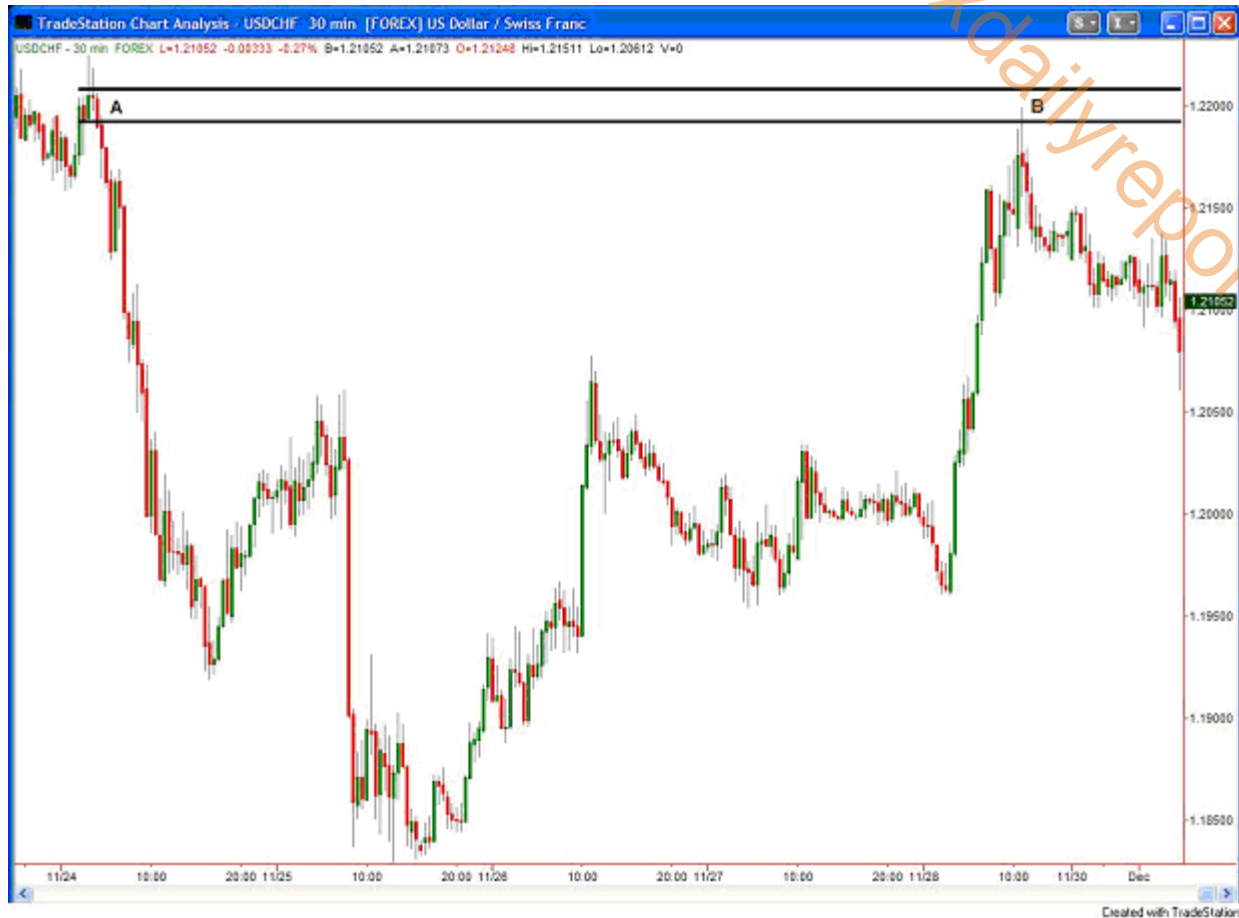 TradeStation Chart Analysis - USDCHF 30 min [FOREX] US Dollar / Swiss Franc
S I
USDCHF - 30 min FOREX L=1.21052 -0.00333 -0.27% B=1.21052 A=1.21073 O=1.21248 Hi=1.21511 Lo=1.20612 V=0
A B
1.22000
1.21500
1.21052
1.21000
1.20500
1.20000
1.19500
1.19000
1.18500
11/24 10:00 20:00 11/25 10:00 20:00 11/26 10:00 20:00 11/27 10:00 20:00 11/28 10:00 11/30 Dec
Created with TradeStation
xdailyrepor